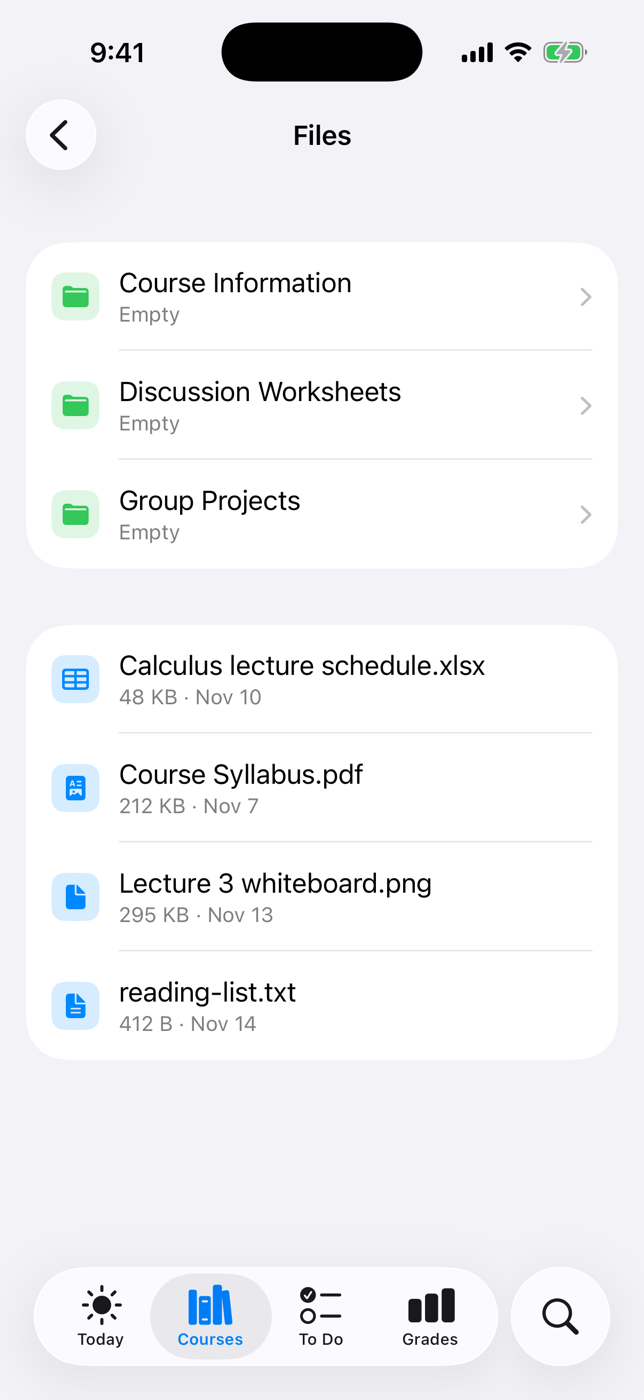 9:41
Files
Course Information
Empty
Discussion Worksheets
Empty
Group Projects
Empty
Calculus lecture schedule.xlsx
48 KB · Nov 10
Course Syllabus.pdf
212 KB · Nov 7
Lecture 3 whiteboard.png
295 KB · Nov 13
reading-list.txt
412 B · Nov 14
Today
Courses
To Do
Grades